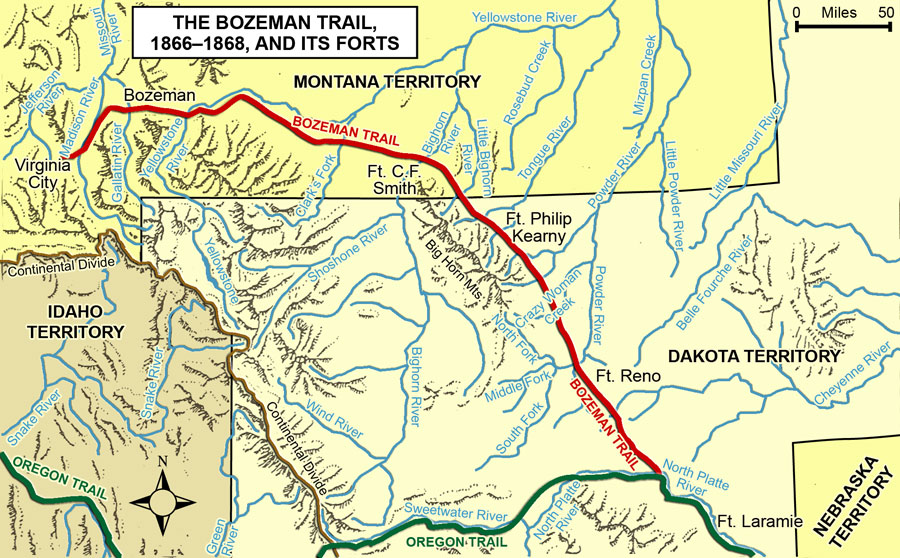 THE BOZEMAN TRAIL,
1866–1868, AND ITS FORTS
0 Miles 50
Missouri
River
Yellowstone River
MONTANA TERRITORY
Jefferson
River
Madison River
Bozeman
Gallatin River
Yellowstone
River
BOZEMAN TRAIL
Clark's Fork
Bighorn
River
Little Bighorn
Rosebud Creek
Tongue River
Mizpan Creek
Powder River
Little Powder
River
Little Missouri River
Virginia
City
Ft. C.F.
Smith
Ft. Philip
Kearny
Continental Divide
Yellowstone
Shoshone River
Big Horn Mts.
Crazy Woman
Creek
Powder River
Belle Fourche River
IDAHO
TERRITORY
Snake River
Snake River
Bighorn River
North Fork
Middle Fork
South Fork
Ft. Reno
DAKOTA TERRITORY
Cheyenne River
BOZEMAN TRAIL
Wind River
Continental Divide
N
OREGON TRAIL
Green
River
Sweetwater River
OREGON TRAIL
North Platte
River
North Platte
River
Ft. Laramie
NEBRASKA
TERRITORY